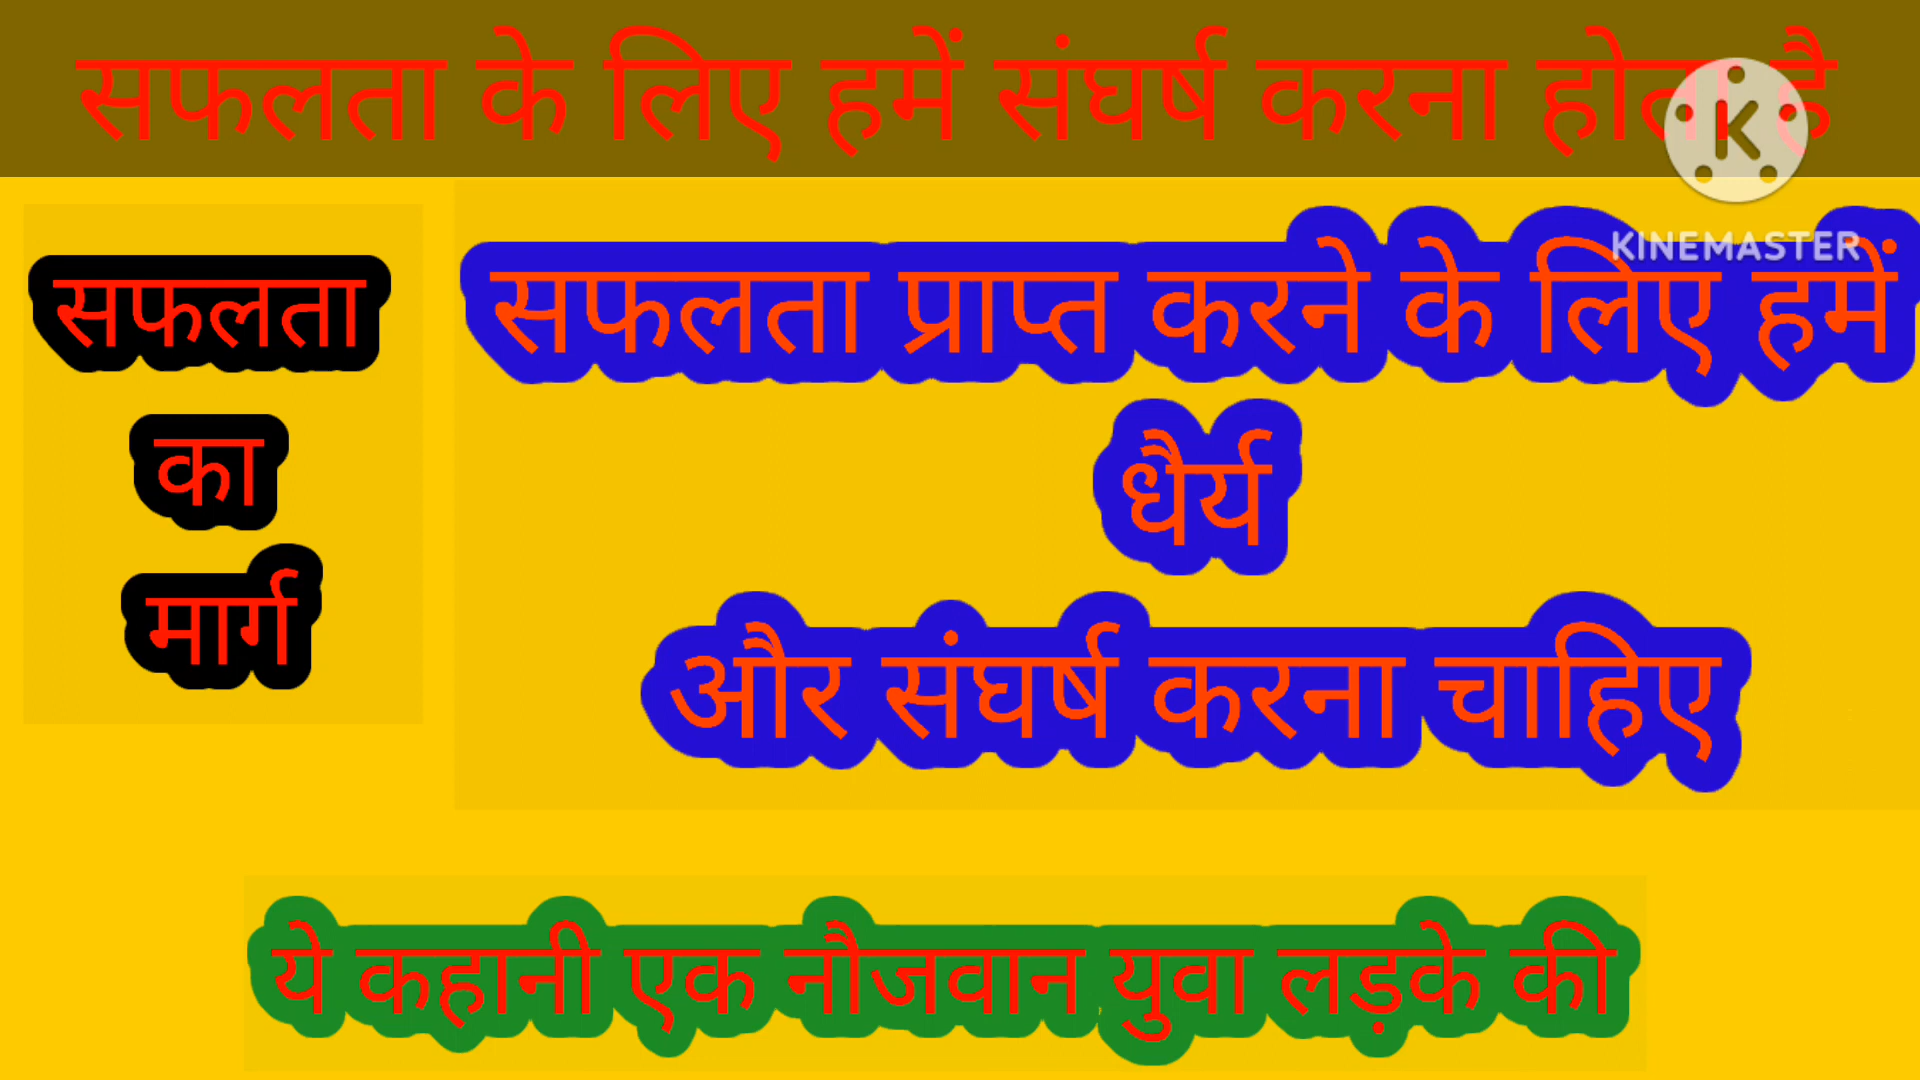 सफलता के लिए हमें संघर्ष करना होता है
K
KINEMASTER
सफलता
का
मार्ग
सफलता प्राप्त करने के लिए हमें
धैर्य
और संघर्ष करना चाहिए
ये कहानी एक नौजवान युवा लड़के की